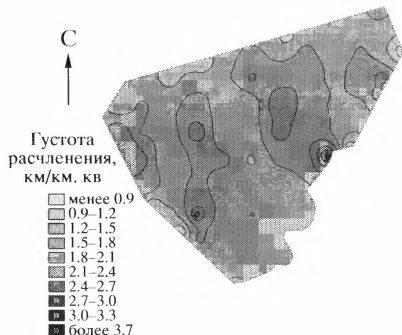 С
Густота
расчленения,
км/км. кв
менее 0.9
0.9–1.2
1.2–1.5
1.5–1.8
1.8–2.1
2.1–2.4
2.4–2.7
2.7–3.0
3.0–3.3
более 3.7